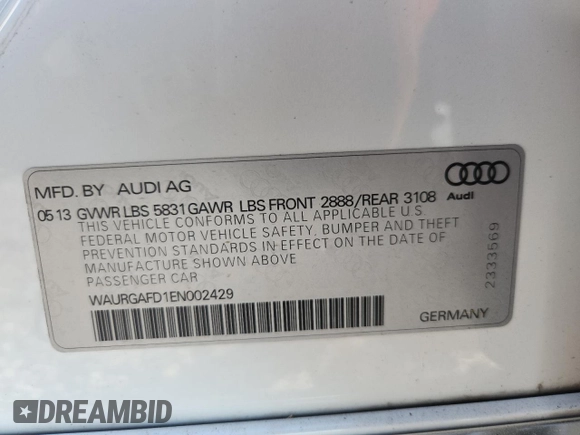 MFD. BY AUDI AG
Audi
05 13 GVWR LBS 5831 GAWR LBS FRONT 2888/REAR 3108
THIS VEHICLE CONFORMS TO ALL APPLICABLE U.S.
FEDERAL MOTOR VEHICLE SAFETY, BUMPER AND THEFT
PREVENTION STANDARDS IN EFFECT ON THE DATE OF
MANUFACTURE SHOWN ABOVE
PASSENGER CAR
2333569
WAURGAFD1EN002429
GERMANY
DREAMBID